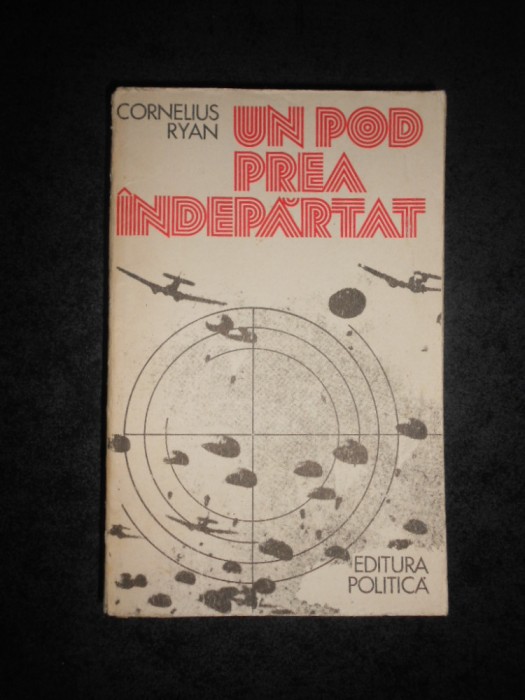 CORNELIUS
RYAN
UN POD
PREA
ÎNDEPĂRTAT
EDITURA
POLITICĂ